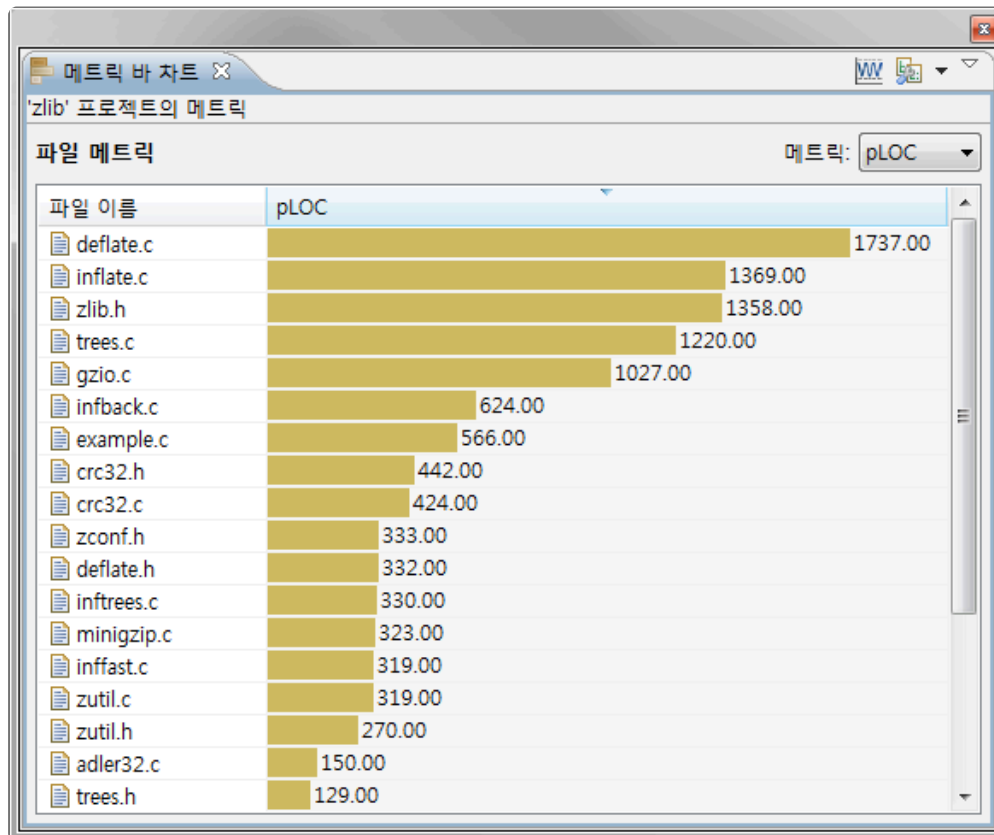 메트릭 바 차트
'zlib' 프로젝트의 메트릭
파일 메트릭 메트릭: pLOC
파일 이름 pLOC
deflate.c 1737.00
inflate.c 1369.00
zlib.h 1358.00
trees.c 1220.00
gzio.c 1027.00
infback.c 624.00
example.c 566.00
crc32.h 442.00
crc32.c 424.00
zconf.h 333.00
deflate.h 332.00
inftrees.c 330.00
minigzip.c 323.00
inffast.c 319.00
zutil.c 319.00
zutil.h 270.00
adler32.c 150.00
trees.h 129.00